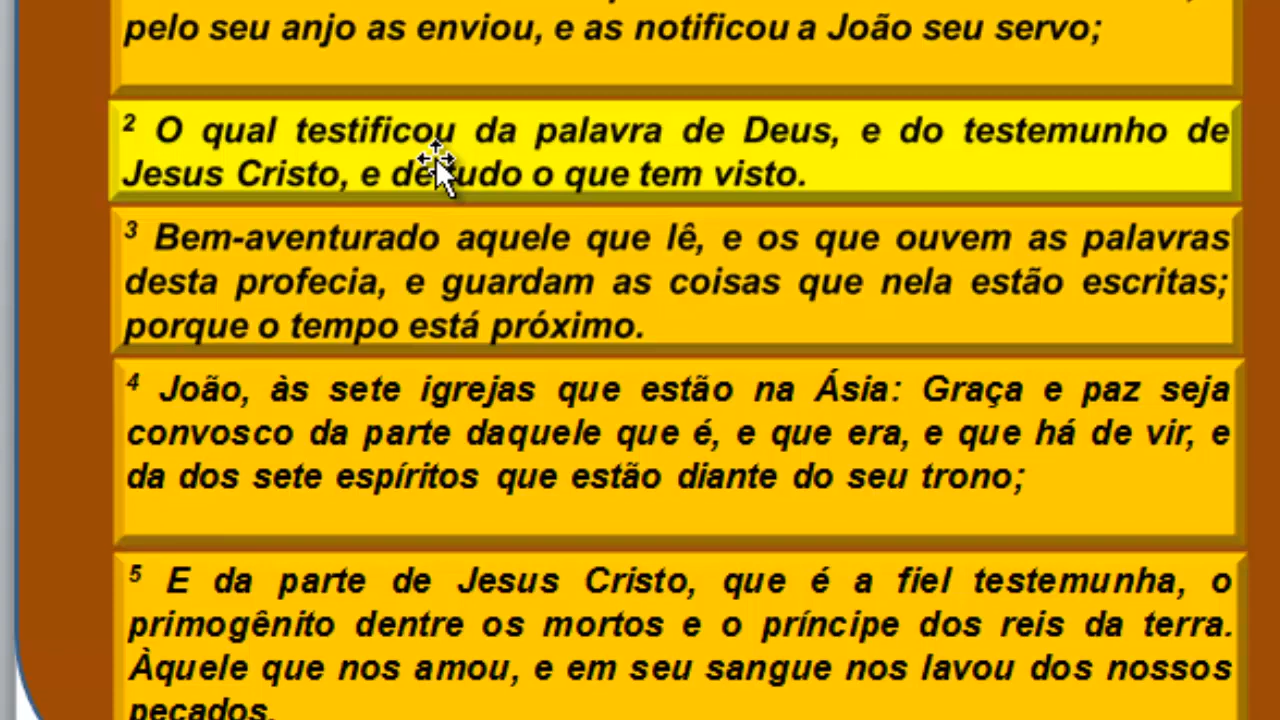 pelo seu anjo as enviou, e as notificou a João seu servo;
2 O qual testificou da palavra de Deus, e do testemunho de
Jesus Cristo, e de tudo o que tem visto.
3 Bem-aventurado aquele que lê, e os que ouvem as palavras
desta profecia, e guardam as coisas que nela estão escritas;
porque o tempo está próximo.
4 João, às sete igrejas que estão na Ásia: Graça e paz seja
convosco da parte daquele que é, e que era, e que há de vir, e
da dos sete espíritos que estão diante do seu trono;
5 E da parte de Jesus Cristo, que é a fiel testemunha, o
primogênito dentre os mortos e o príncipe dos reis da terra.
Àquele que nos amou, e em seu sangue nos lavou dos nossos
pecados,